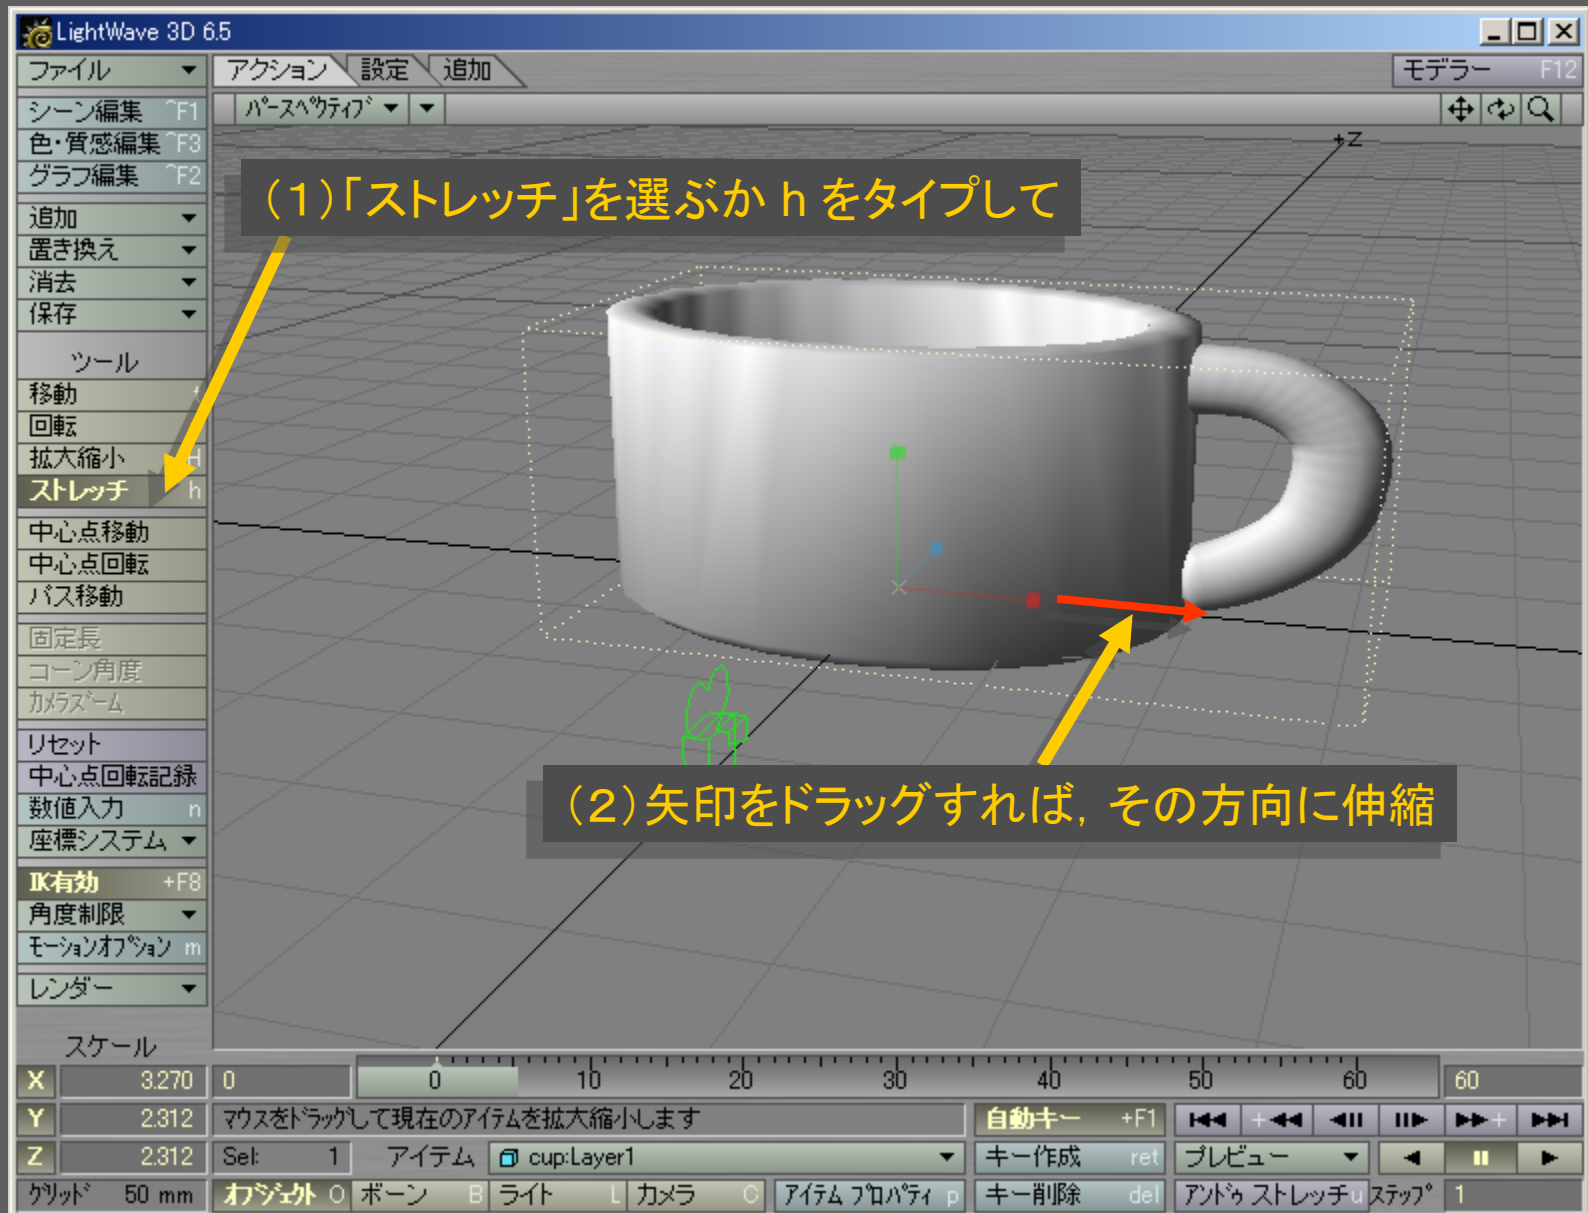 LightWave 3D 6.5
ファイル
アクション 設定 追加
モデラー F12
シーン編集 ^F1
パースペクティブ
色・質感編集 ^F3
グラフ編集 ^F2
+Z
(1)「ストレッチ」を選ぶか h をタイプして
追加
置き換え
消去
保存
ツール
移動
回転
拡大縮小 H
ストレッチ h
中心点移動
中心点回転
パス移動
固定長
コーン角度
カメラズーム
リセット
中心点回転記録
数値入力 n
座標システム
(2)矢印をドラッグすれば，その方向に伸縮
IK有効 +F8
角度制限
モーションオプション m
レンダー
スケール
X 3.270 0 0 10 20 30 40 50 60 60
Y 2.312 マウスをドラッグして現在のアイテムを拡大縮小します 自動キー +F1
Z 2.312 Sel: 1 アイテム cup:Layer1 キー作成 ret プレビュー
グリッド 50 mm オブジェクト O ボーン B ライト L カメラ C アイテム プロパティ p キー削除 del アンドゥ ストレッチ u ステップ 1